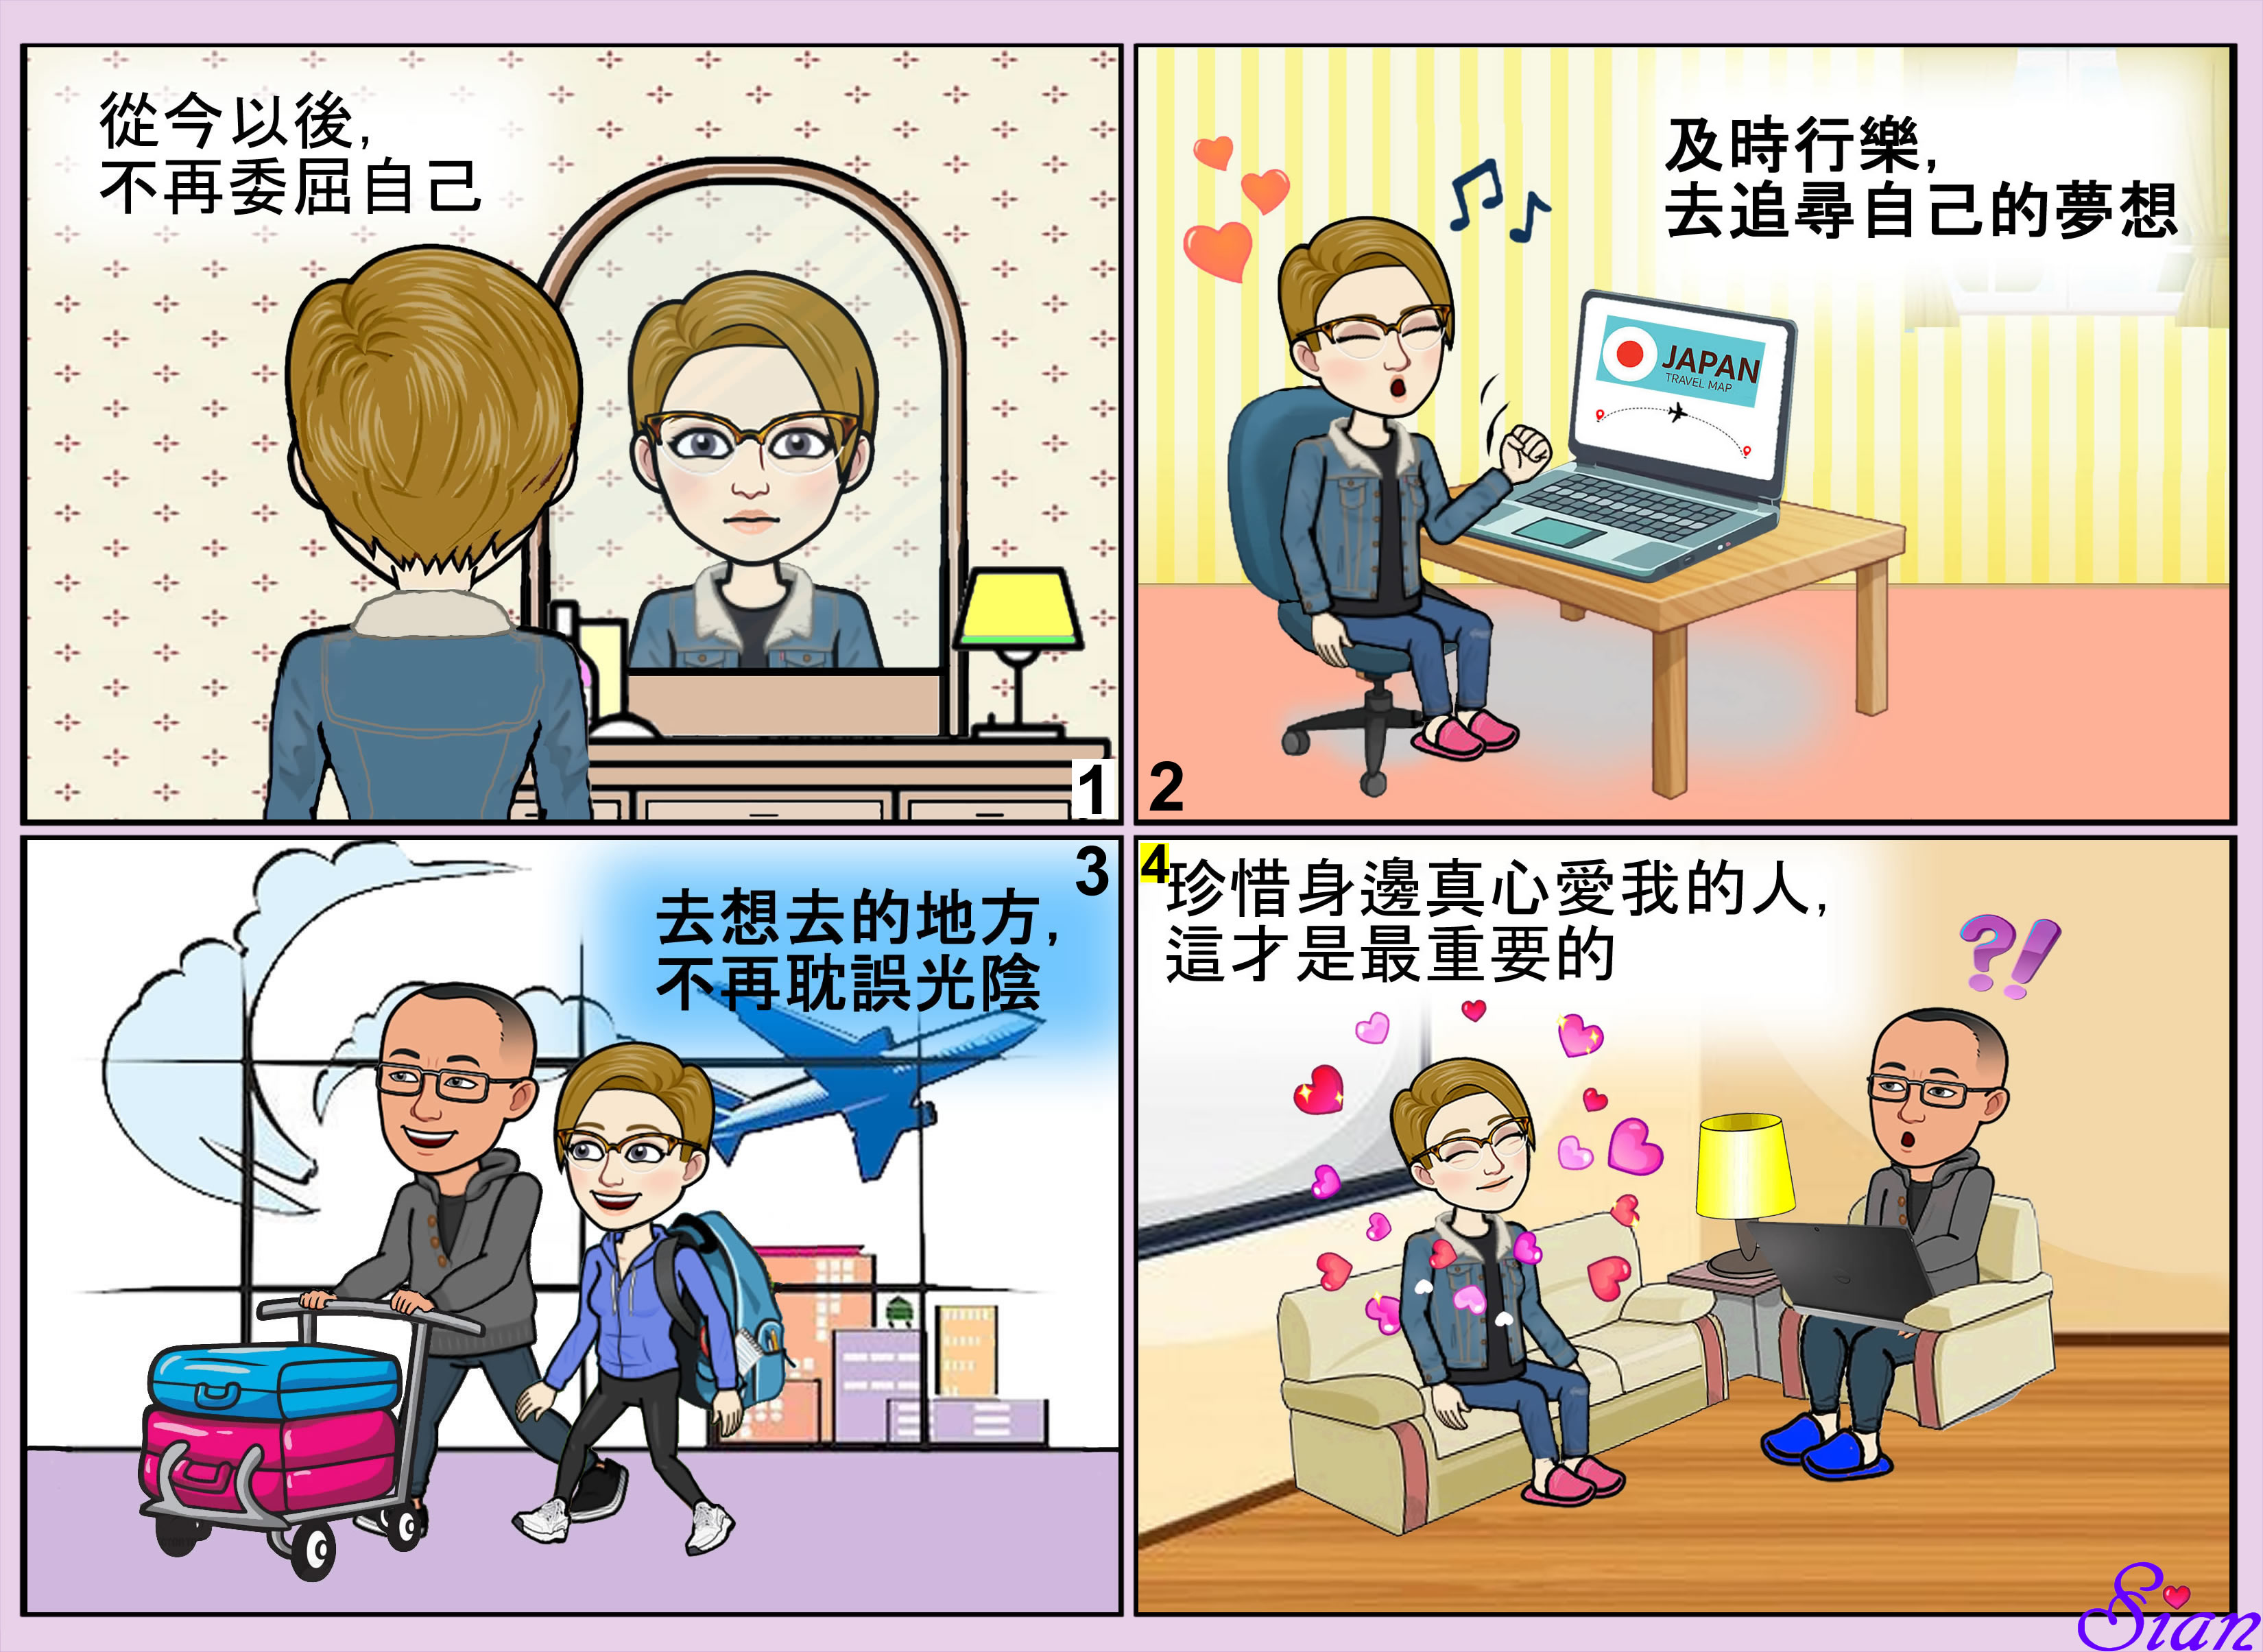 從今以後,
不再委屈自己
1
及時行樂,
去追尋自己的夢想
JAPAN
TRAVEL MAP
2
3
去想去的地方,
不再耽誤光陰
4
珍惜身邊真心愛我的人,
這才是最重要的
Sian